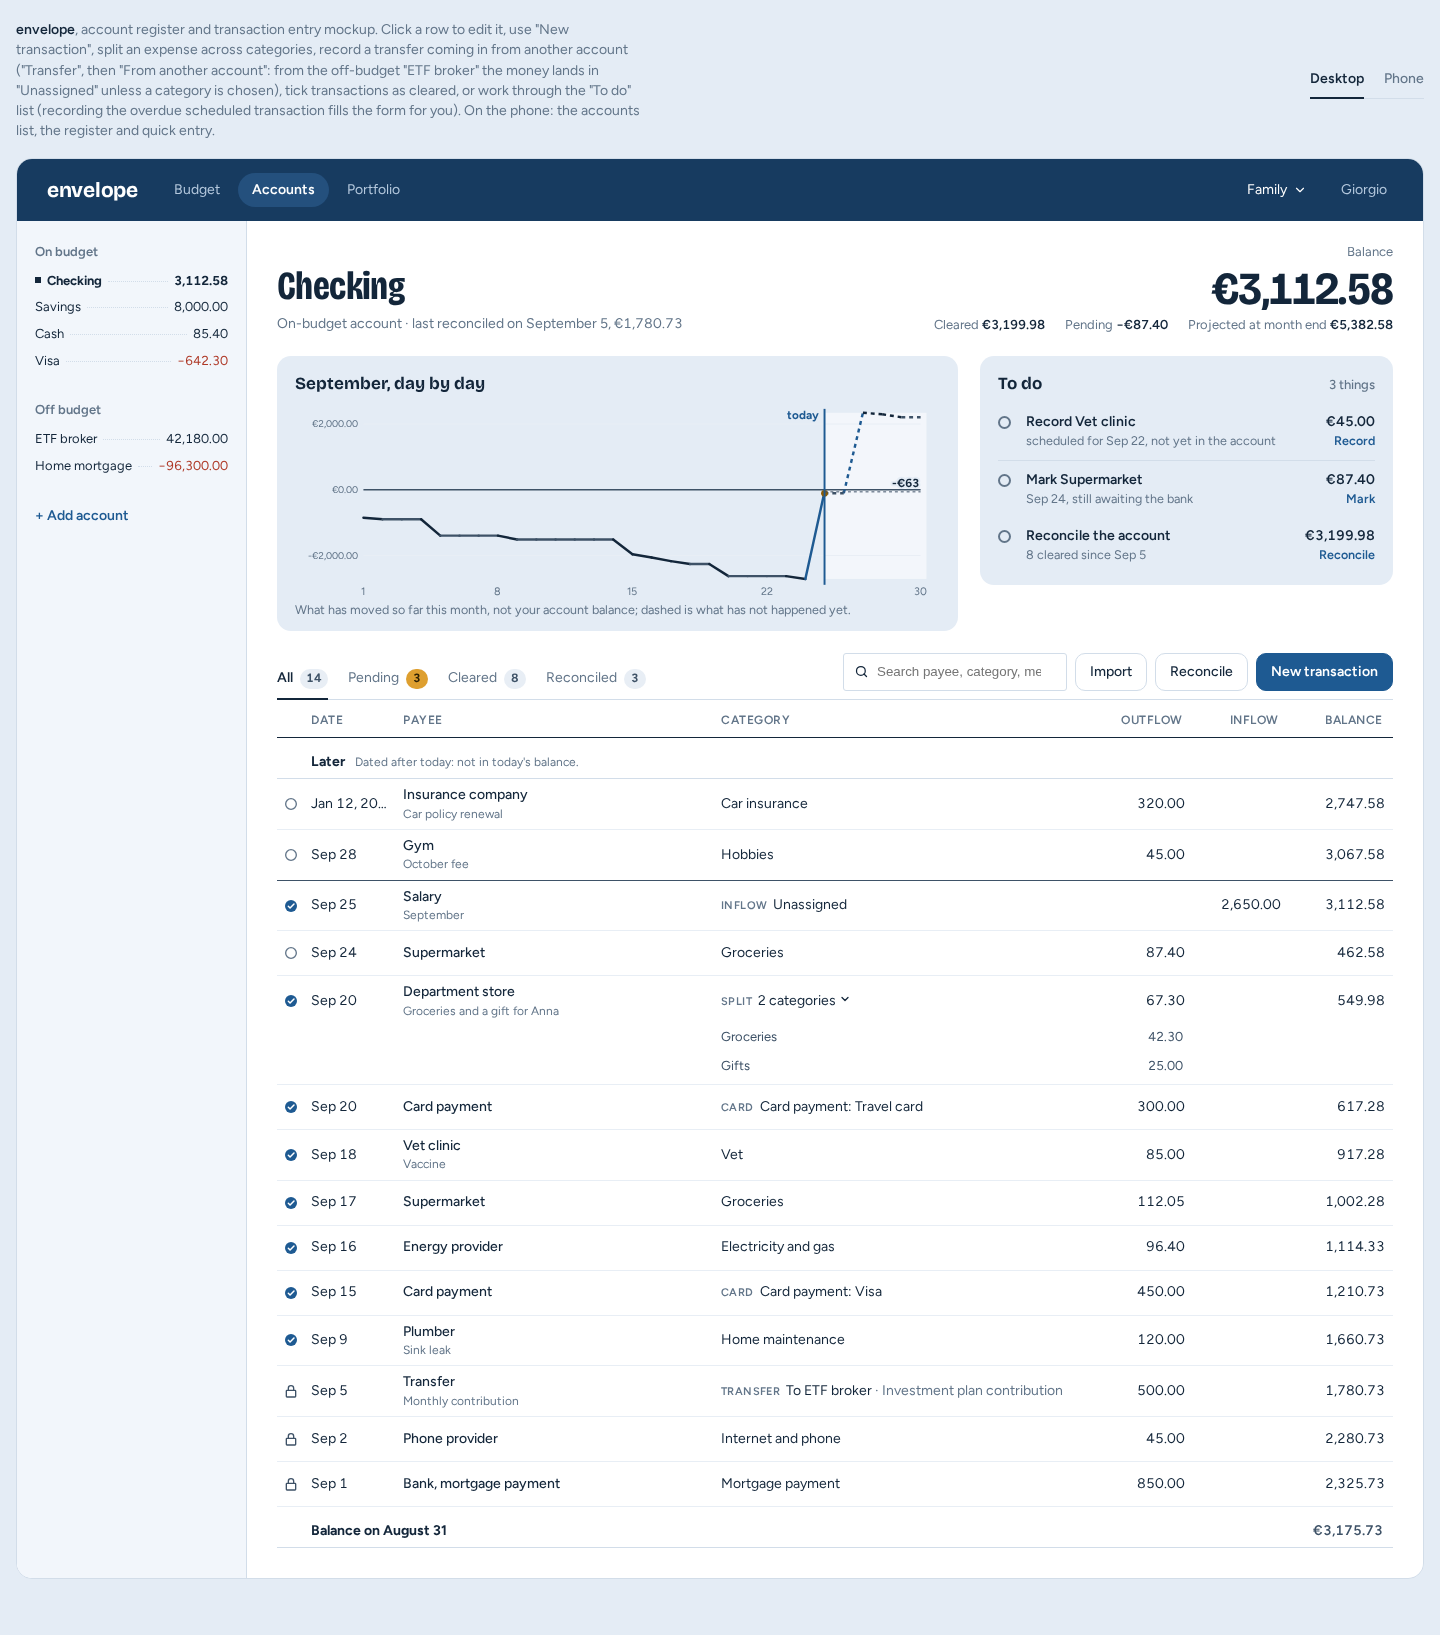 envelope, account register and transaction entry mockup. Click a row to edit it, use "New
transaction", split an expense across categories, record a transfer coming in from another account
("Transfer", then "From another account": from the off-budget "ETF broker" the money lands in
"Unassigned" unless a category is chosen), tick transactions as cleared, or work through the "To do"
list (recording the overdue scheduled transaction fills the form for you). On the phone: the accounts
list, the register and quick entry.
Desktop Phone
envelope Budget Accounts Portfolio Family Giorgio
On budget
Checking 3,112.58
Savings 8,000.00
Cash 85.40
Visa −642.30
Off budget
ETF broker 42,180.00
Home mortgage −96,300.00
+ Add account
Balance
Checking €3,112.58
On-budget account · last reconciled on September 5, €1,780.73
Cleared €3,199.98 Pending −€87.40 Projected at month end €5,382.58
September, day by day
today
€2,000.00
€0.00
-€63
-€2,000.00
1 8 15 22 30
What has moved so far this month, not your account balance; dashed is what has not happened yet.
To do 3 things
Record Vet clinic €45.00
scheduled for Sep 22, not yet in the account Record
Mark Supermarket €87.40
Sep 24, still awaiting the bank Mark
Reconcile the account €3,199.98
8 cleared since Sep 5 Reconcile
All 14 Pending 3 Cleared 8 Reconciled 3
Search payee, category, me Import Reconcile New transaction
DATE PAYEE CATEGORY OUTFLOW INFLOW BALANCE
Later Dated after today: not in today's balance.
Jan 12, 20… Insurance company Car insurance 320.00 2,747.58
Car policy renewal
Sep 28 Gym Hobbies 45.00 3,067.58
October fee
Sep 25 Salary INFLOW Unassigned 2,650.00 3,112.58
September
Sep 24 Supermarket Groceries 87.40 462.58
Sep 20 Department store SPLIT 2 categories 67.30 549.98
Groceries and a gift for Anna
Groceries 42.30
Gifts 25.00
Sep 20 Card payment CARD Card payment: Travel card 300.00 617.28
Sep 18 Vet clinic Vet 85.00 917.28
Vaccine
Sep 17 Supermarket Groceries 112.05 1,002.28
Sep 16 Energy provider Electricity and gas 96.40 1,114.33
Sep 15 Card payment CARD Card payment: Visa 450.00 1,210.73
Sep 9 Plumber Home maintenance 120.00 1,660.73
Sink leak
Sep 5 Transfer TRANSFER To ETF broker · Investment plan contribution 500.00 1,780.73
Monthly contribution
Sep 2 Phone provider Internet and phone 45.00 2,280.73
Sep 1 Bank, mortgage payment Mortgage payment 850.00 2,325.73
Balance on August 31 €3,175.73